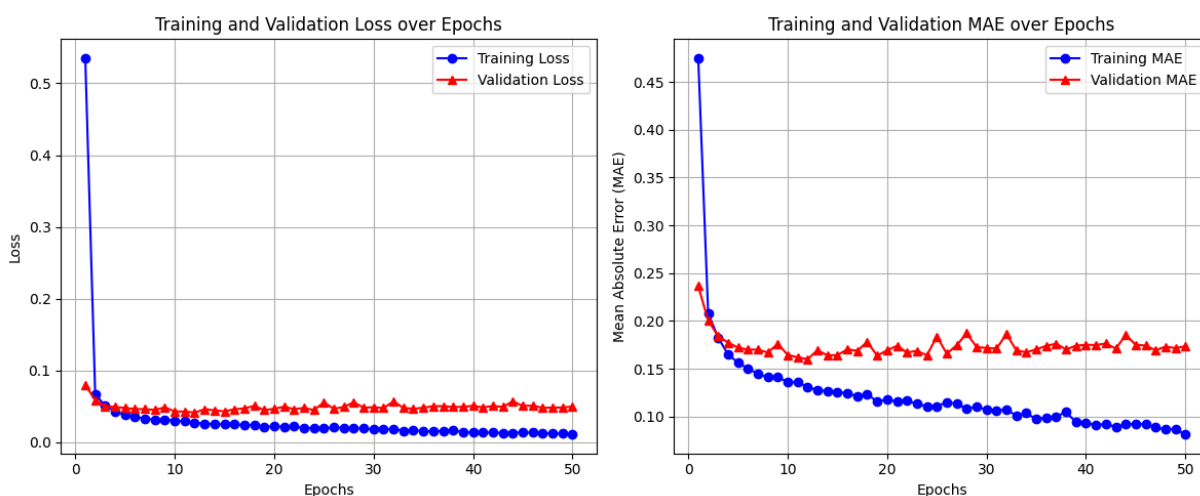 Training and Validation Loss over Epochs
Training Loss
Validation Loss
Loss
0.5
0.4
0.3
0.2
0.1
0.0
0
10
20
30
40
50
Epochs
Training and Validation MAE over Epochs
Training MAE
Validation MAE
Mean Absolute Error (MAE)
0.45
0.40
0.35
0.30
0.25
0.20
0.15
0.10
0
10
20
30
40
50
Epochs